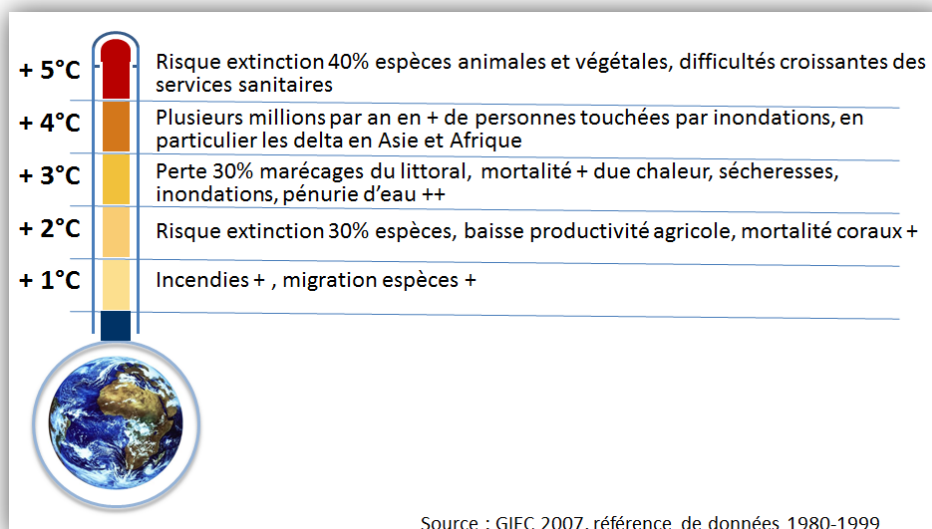 + 5°C
Risque extinction 40% espèces animales et végétales, difficultés croissantes des
services sanitaires
+ 4°C
Plusieurs millions par an en + de personnes touchées par inondations, en
particulier les delta en Asie et Afrique
+ 3°C
Perte 30% marécages du littoral, mortalité + due chaleur, sécheresses,
inondations, pénurie d'eau ++
+ 2°C
Risque extinction 30% espèces, baisse productivité agricole, mortalité coraux +
+ 1°C
Incendies + , migration espèces +
Source : GIEC 2007, référence de données 1980-1999